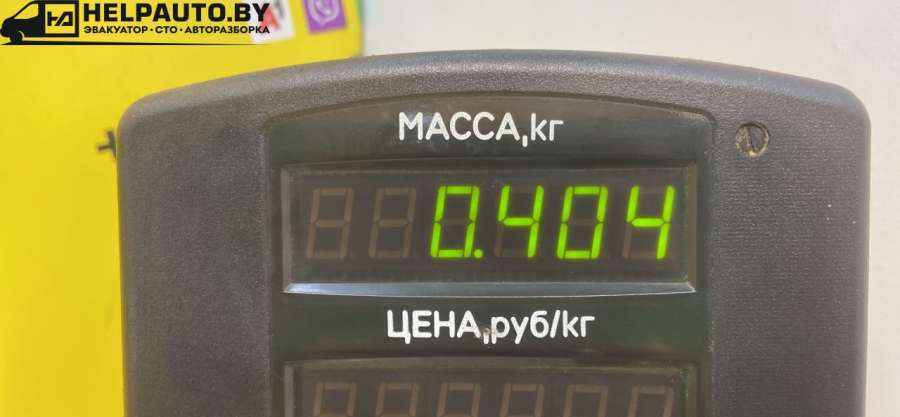 HELPAUTO.BY
ЭВАКУАТОР • СТО • АВТОРАЗБОРКА
МАССА,кг
0.404
ЦЕНА,руб/кг